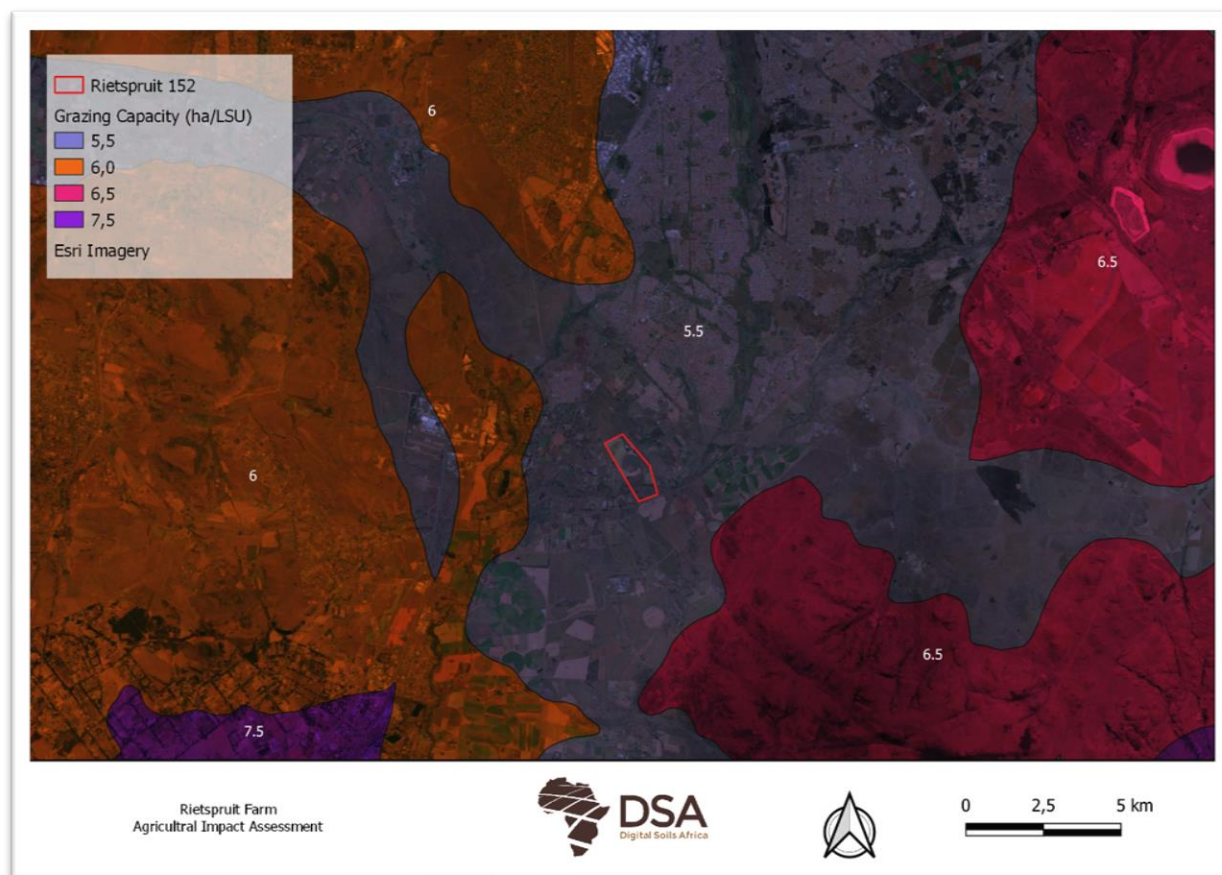 Rietspruit 152
Grazing Capacity (ha/LSU)
5,5
6,0
6,5
7,5
Esri Imagery
6
6.5
5.5
6
6.5
7.5
Rietspruit Farm
Agricultral Impact Assessment
DSA
Digital Soils Africa
0 2,5 5 km